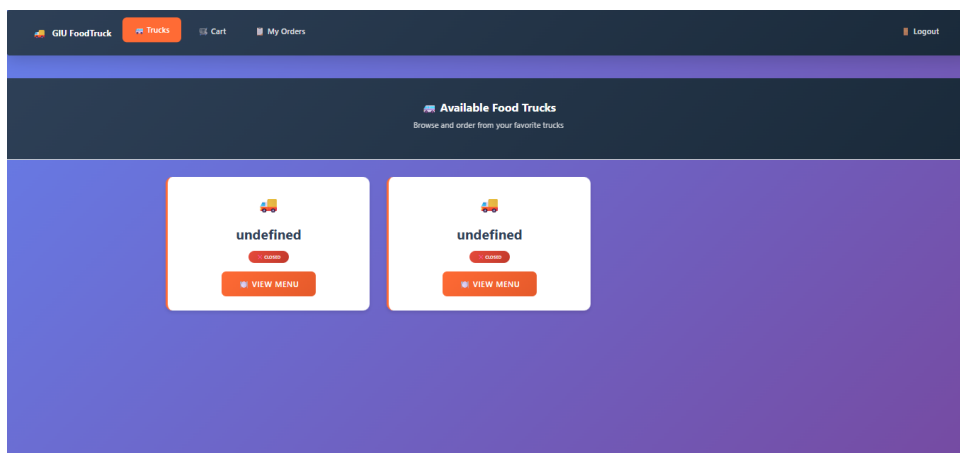 GIU FoodTruck
Trucks
Cart
My Orders
Logout
Available Food Trucks
Browse and order from your favorite trucks
undefined
CLOSED
VIEW MENU
undefined
CLOSED
VIEW MENU